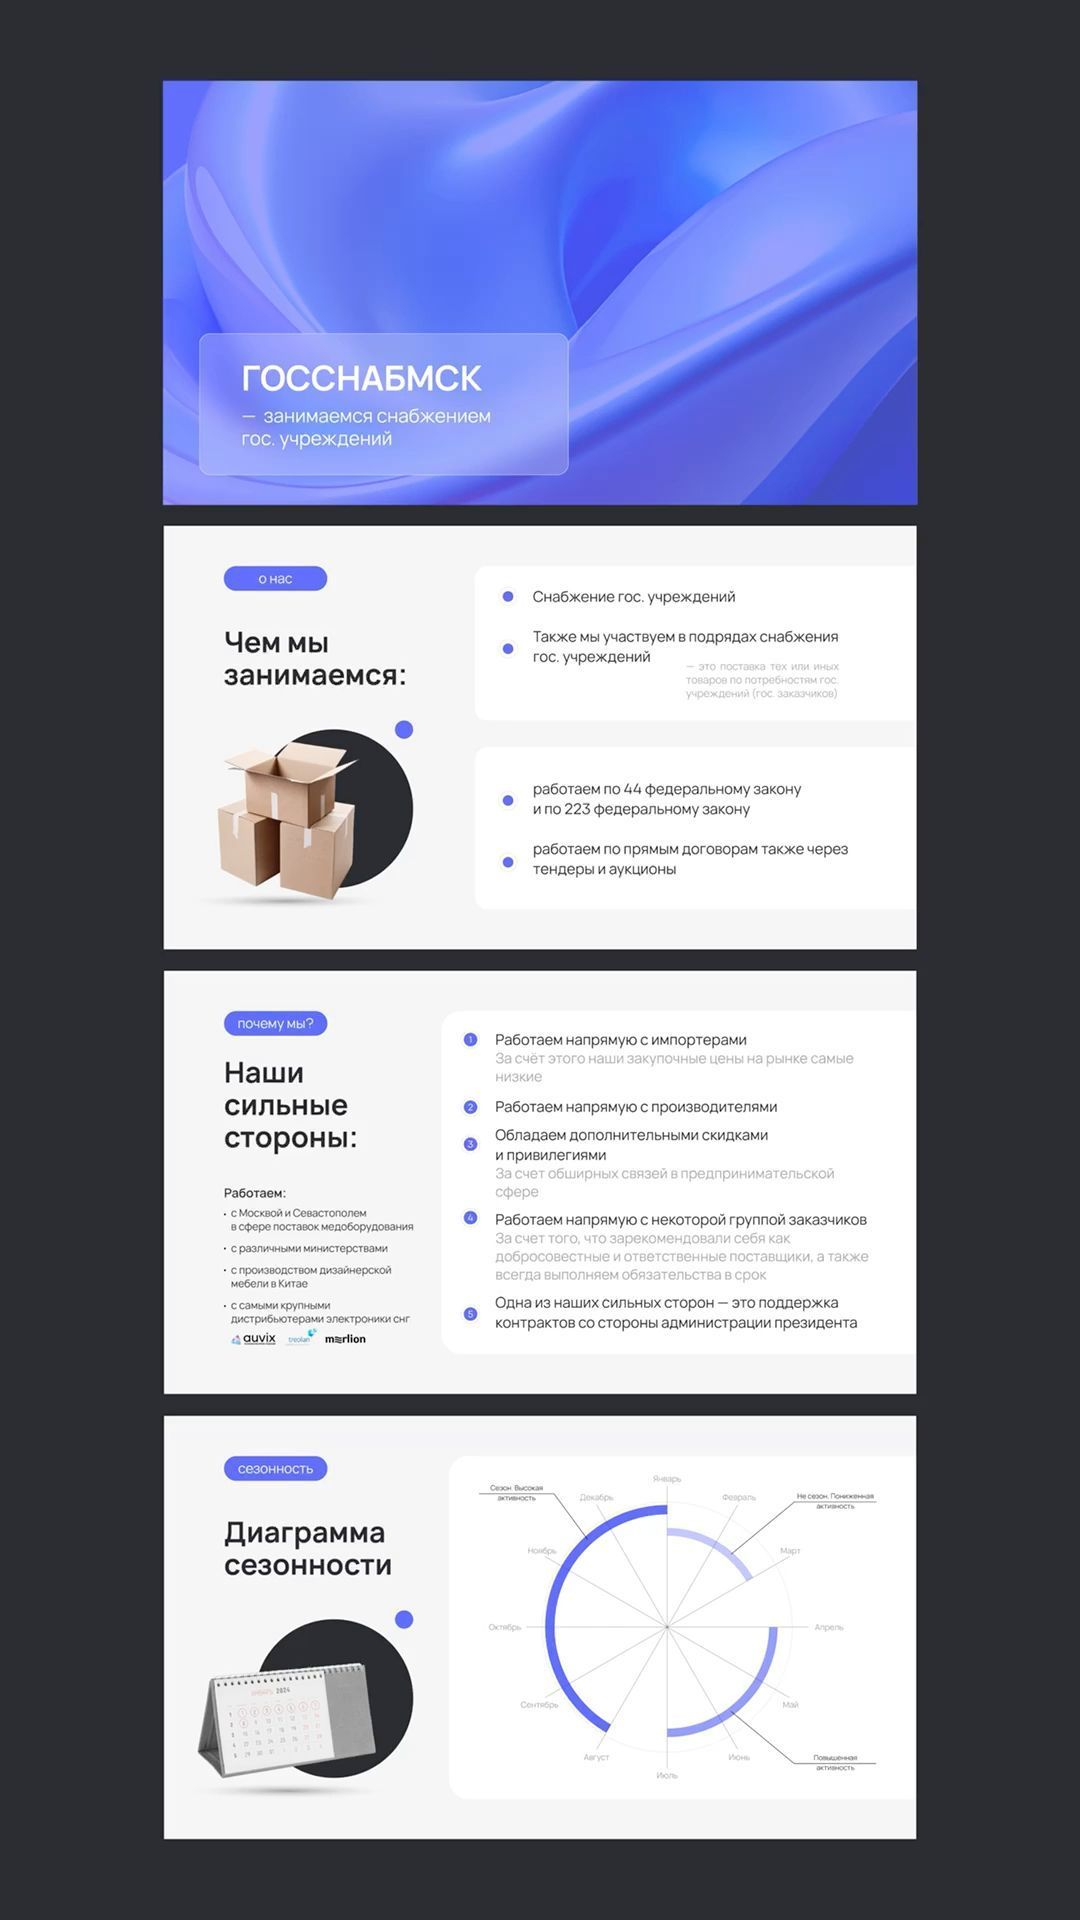 ГОССНАБМСК
— занимаемся снабжением
гос. учреждений
о нас
Чем мы
занимаемся:
Снабжение гос. учреждений
Также мы участвуем в подрядах снабжения
гос. учреждений
— это поставка тех или иных
товаров по потребностям гос.
учреждений (гос. заказчиков)
работаем по 44 федеральному закону
и по 223 федеральному закону
работаем по прямым договорам также через
тендеры и аукционы
почему мы?
Наши
сильные
стороны:
Работаем:
· с Москвой и Севастополем
в сфере поставок медоборудования
· с различными министерствами
· с производством дизайнерской
мебели в Китае
· с самыми крупными
дистрибьютерами электроники снг
auvix
treolan
merlion
1 Работаем напрямую с импортерами
За счёт этого наши закупочные цены на рынке самые
низкие
2 Работаем напрямую с производителями
3 Обладаем дополнительными скидками
и привилегиями
За счет обширных связей в предпринимательской
сфере
4 Работаем напрямую с некоторой группой заказчиков
За счет того, что зарекомендовали себя как
добросовестные и ответственные поставщики, а также
всегда выполняем обязательства в срок
5 Одна из наших сильных сторон — это поддержка
контрактов со стороны администрации президента
сезонность
Диаграмма
сезонности
2024
Сезон. Высокая
активность
Не сезон. Пониженная
активность
Повышенная
активность
Январь
Февраль
Март
Апрель
Май
Июнь
Июль
Август
Сентябрь
Октябрь
Ноябрь
Декабрь